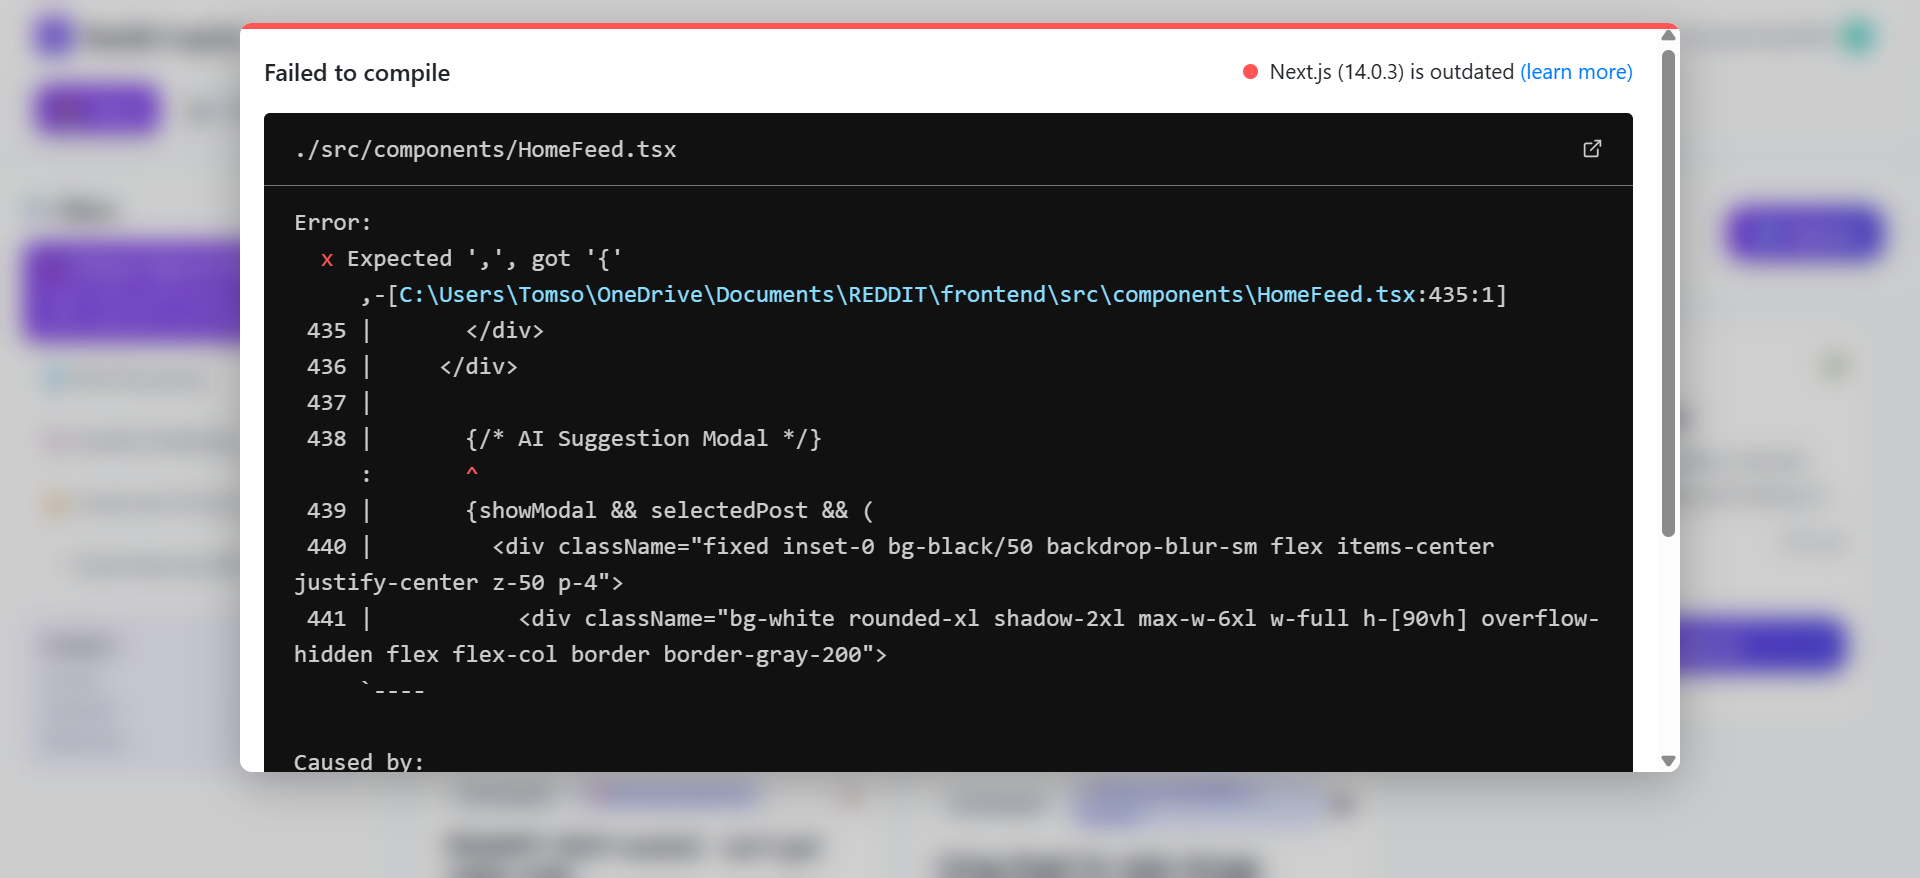 Failed to compile
Next.js (14.0.3) is outdated (learn more)
./src/components/HomeFeed.tsx
Error:
  x Expected ',', got '{'
     ,-[C:\Users\Tomso\OneDrive\Documents\REDDIT\frontend\src\components\HomeFeed.tsx:435:1]
 435 |       </div>
 436 |     </div>
 437 |
 438 |       {/* AI Suggestion Modal */}
     :       ^
 439 |       {showModal && selectedPost && (
 440 |         <div className="fixed inset-0 bg-black/50 backdrop-blur-sm flex items-center
justify-center z-50 p-4">
 441 |           <div className="bg-white rounded-xl shadow-2xl max-w-6xl w-full h-[90vh] overflow-
hidden flex flex-col border border-gray-200">
     `----
Caused by: